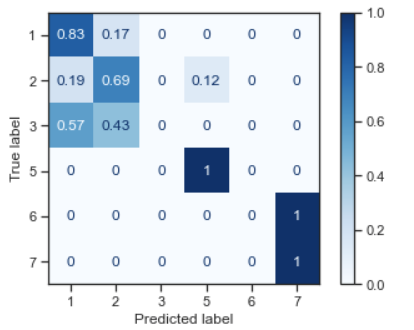 1 0.83 0.17 0 0 0 0
2 0.19 0.69 0 0.12 0 0
3 0.57 0.43 0 0 0 0
5 0 0 0 1 0 0
6 0 0 0 0 0 1
7 0 0 0 0 0 1
1 2 3 5 6 7
Predicted label
True label
1.0
0.8
0.6
0.4
0.2
0.0